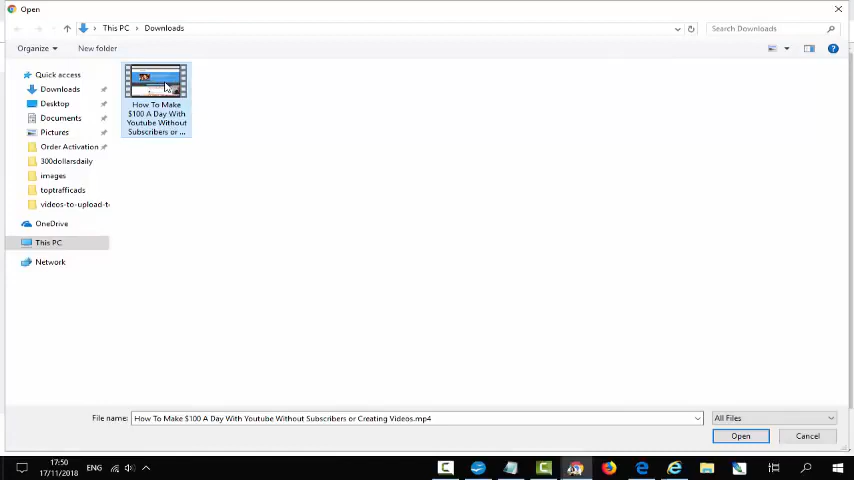 Open
This PC
Downloads
Search Downloads
Organize
New folder
Quick access
Downloads
Desktop
Documents
Pictures
Order Activation
300dollarsdaily
images
toptrafficads
videos-to-upload-to
OneDrive
This PC
Network
How To Make
$100 A Day With
Youtube Without
Subscribers or ...
File name:
How To Make $100 A Day With Youtube Without Subscribers or Creating Videos.mp4
All Files
Open
Cancel
17:50
17/11/2018
ENG